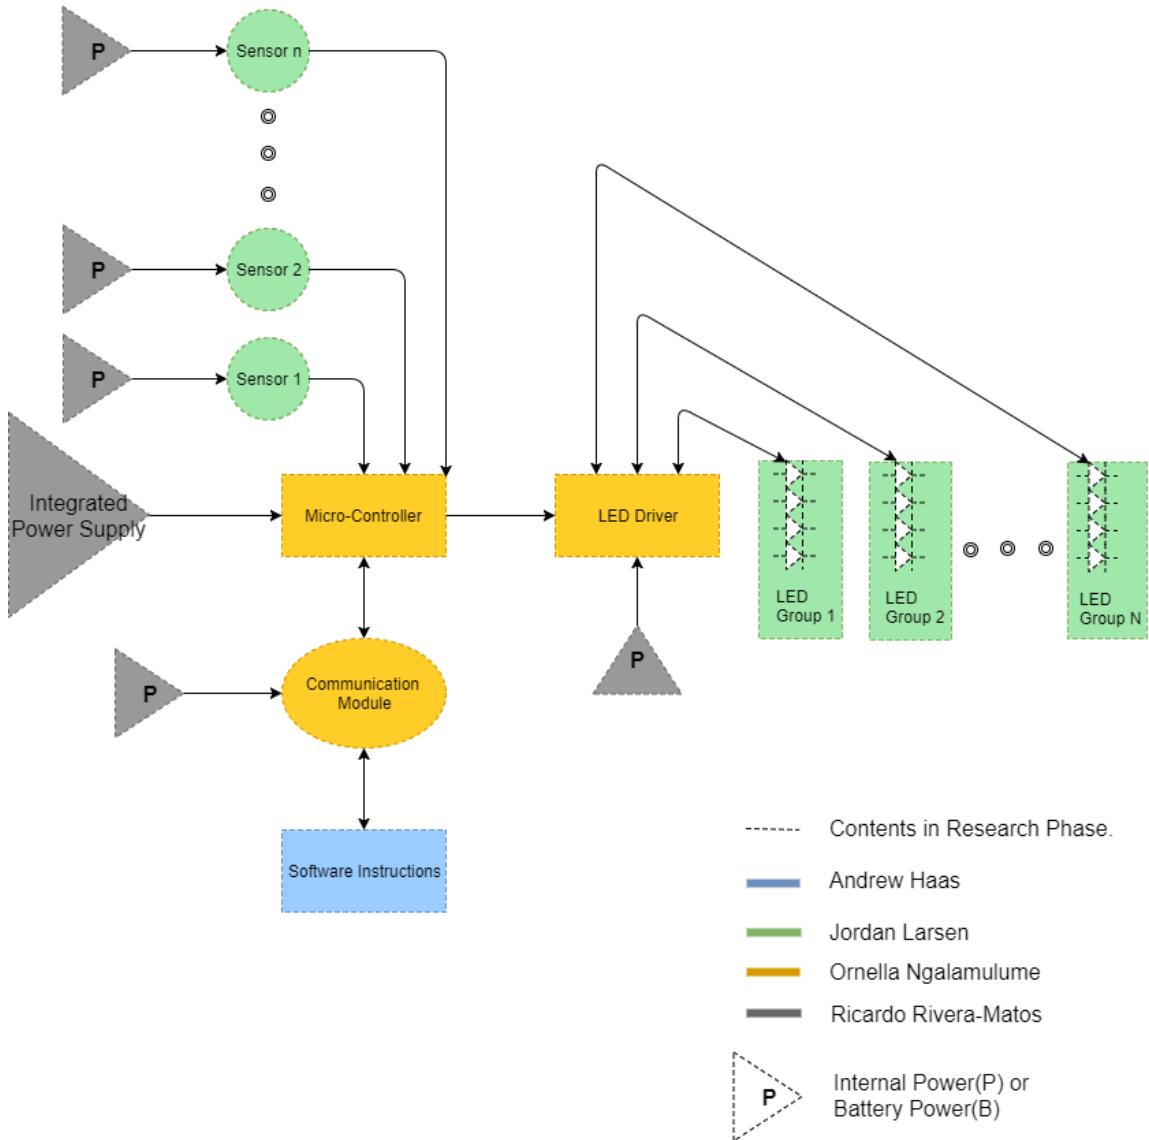 P
Sensor n
P
Sensor 2
P
Sensor 1
Integrated
Power Supply
Micro-Controller
LED Driver
LED
Group 1
LED
Group 2
LED
Group N
P
P
Communication
Module
Software Instructions
Contents in Research Phase.
Andrew Haas
Jordan Larsen
Ornella Ngalamulume
Ricardo Rivera-Matos
P
Internal Power(P) or
Battery Power(B)